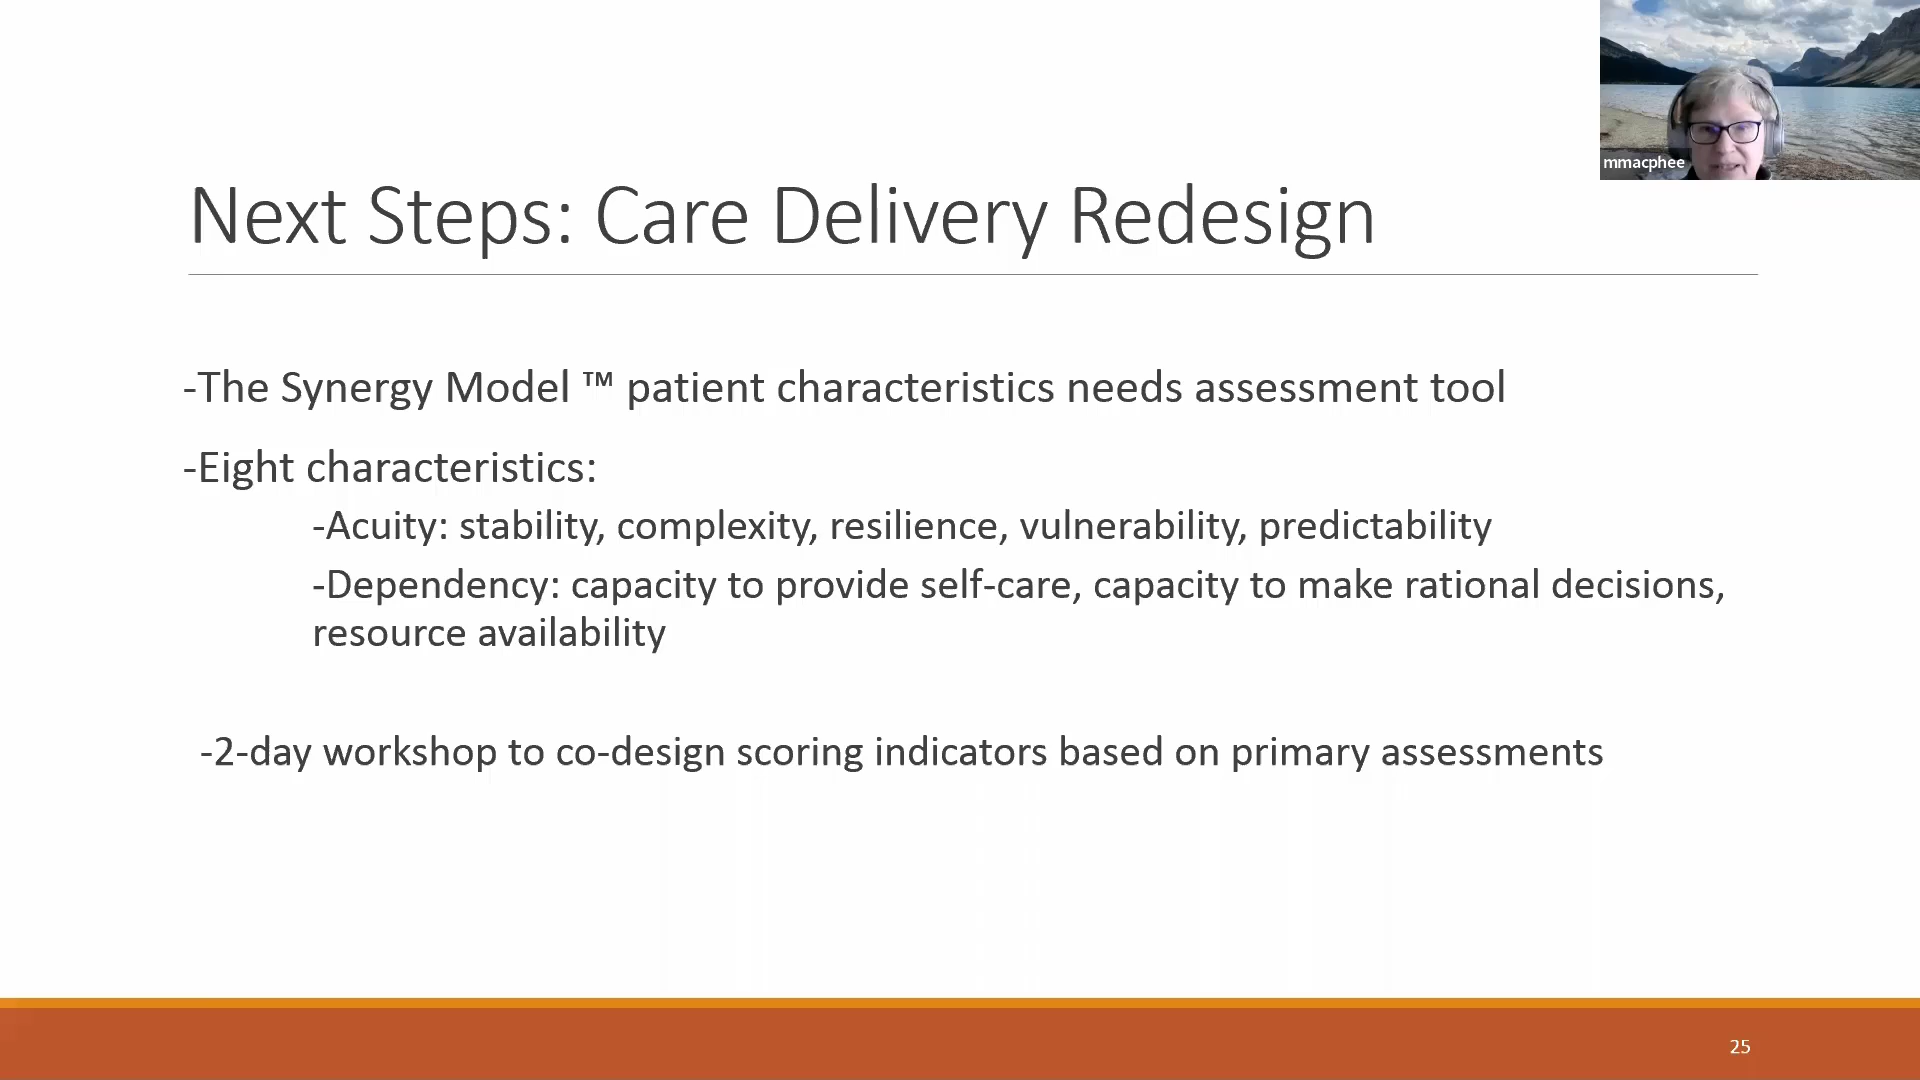 mmacphee
Next Steps: Care Delivery Redesign
-The Synergy Model ™ patient characteristics needs assessment tool
-Eight characteristics:
-Acuity: stability, complexity, resilience, vulnerability, predictability
-Dependency: capacity to provide self-care, capacity to make rational decisions,
resource availability
-2-day workshop to co-design scoring indicators based on primary assessments
25